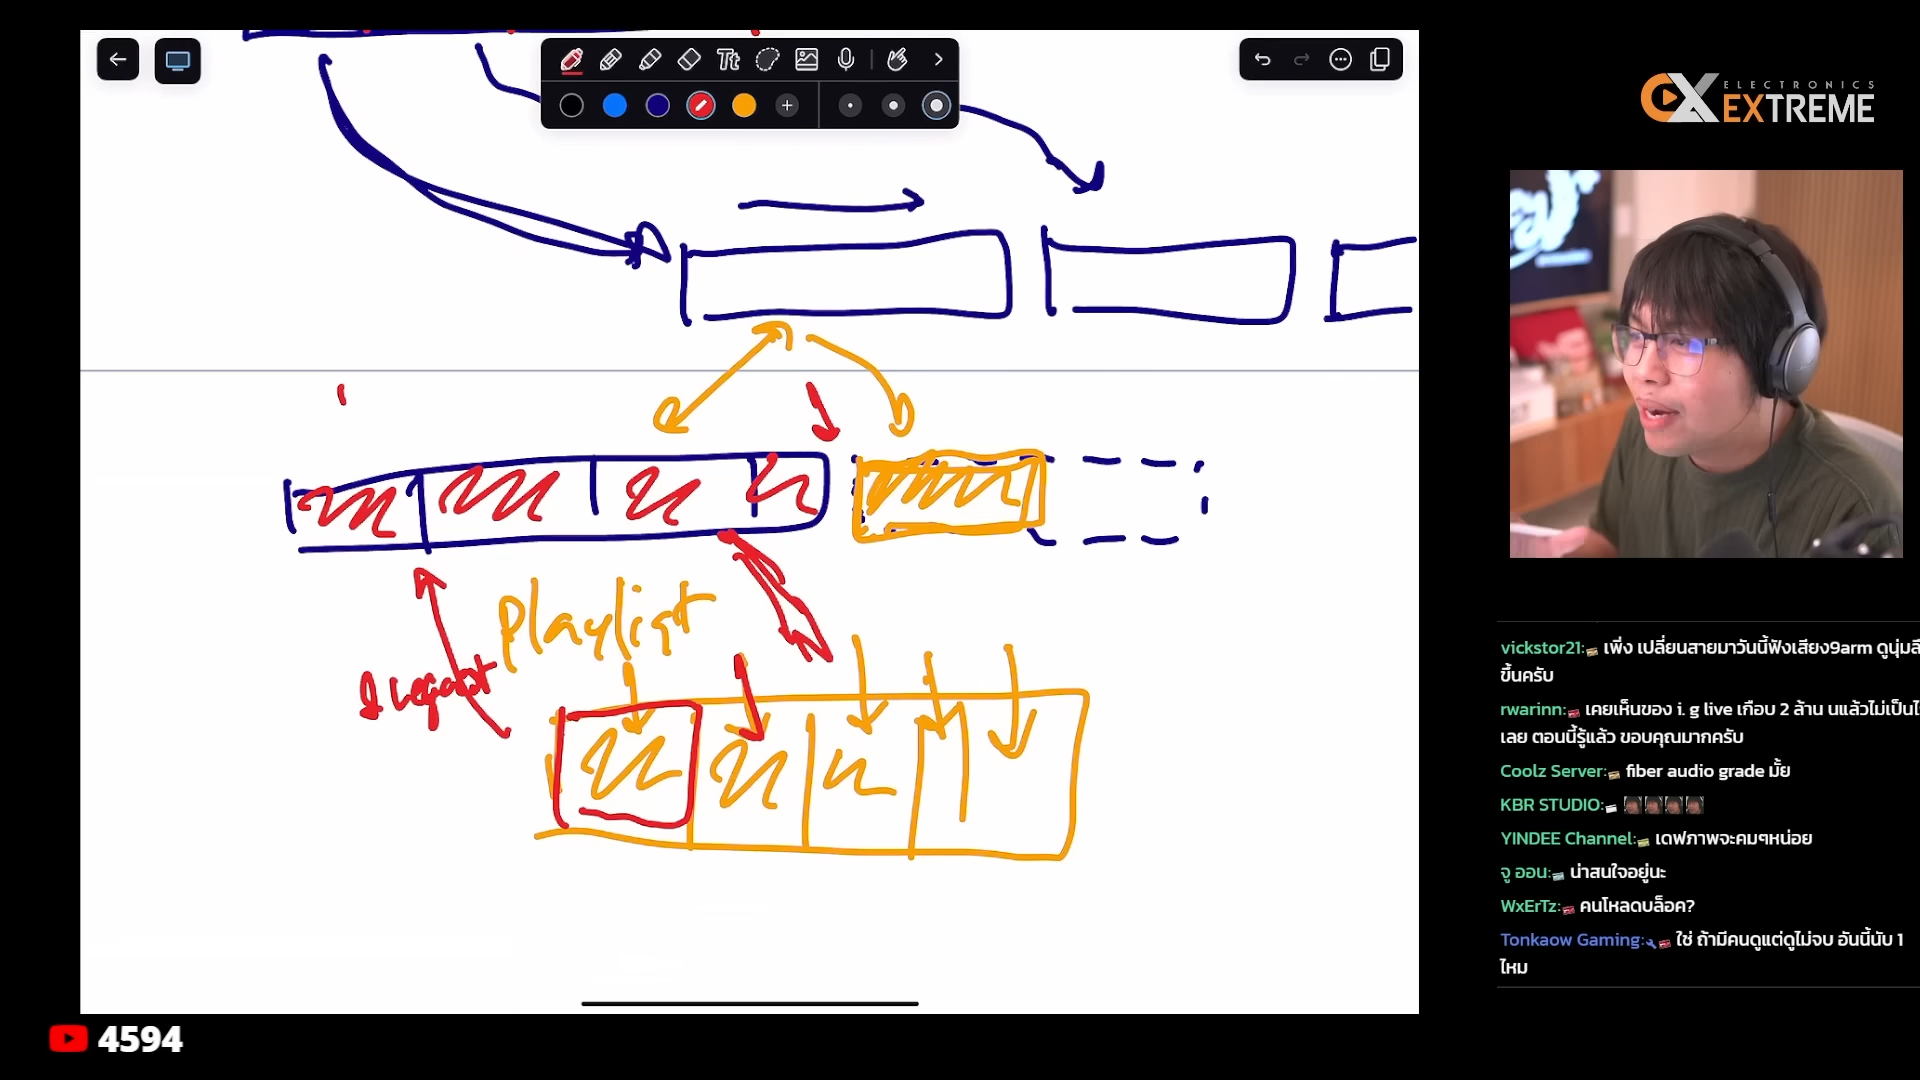 Tt
ELECTRONICS
EXTREME
Playlist
vickstor21: เพิ่ง เปลี่ยนสายมาวันนี้ฟังเสียง9arm ดูนุ่มลึ
ขึ้นครับ
rwarinn: เคยเห็นของ i. g live เกือบ 2 ล้าน นแล้วไม่เป็นไ
เลย ตอนนี้รู้แล้ว ขอบคุณมากครับ
Coolz Server: fiber audio grade มั้ย
KBR STUDIO:
YINDEE Channel: เดฟภาพจะคมๆหน่อย
จู ออน: น่าสนใจอยู่นะ
WxErTz: คนโหลดบล็อค?
Tonkaow Gaming: ใช่ ถ้ามีคนดูแต่ดูไม่จบ อันนี้นับ 1
ไหม
4594